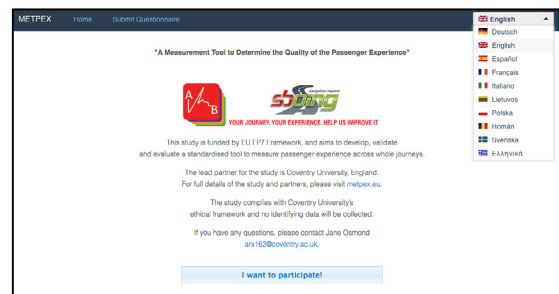 METPEX Home Submit Questionnaire English
Deutsch
English
Español
Français
Italiano
Lietuvos
Polska
Român
Svenska
Ελληνικά
"A Measurement Tool to Determine the Quality of the Passenger Experience"
A
B
navigation beyond
sboing
YOUR JOURNEY. YOUR EXPERIENCE. HELP US IMPROVE IT
This study is funded by EU FP7 Framework, and aims to develop, validate
and evaluate a standardised tool to measure passenger experience across whole journeys.
The lead partner for the study is Coventry University, England.
For full details of the study and partners, please visit metpex.eu.
The study complies with Coventry University's
ethical framework and no identifying data will be collected.
If you have any questions, please contact Jane Osmond
arx162@coventry.ac.uk.
I want to participate!